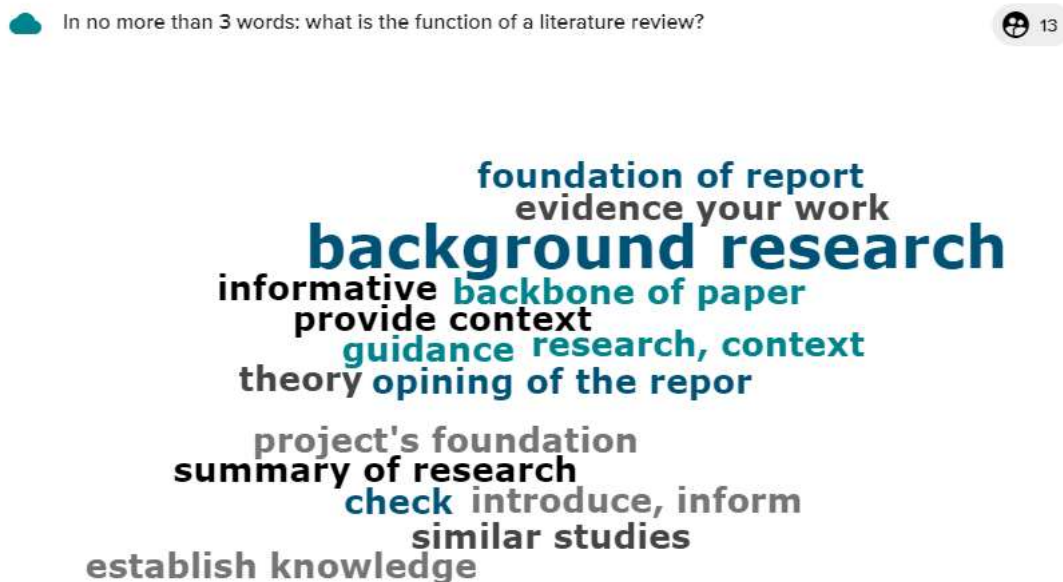 In no more than 3 words: what is the function of a literature review?
13
foundation of report
evidence your work
background research
informative backbone of paper
provide context
guidance research, context
theory opining of the repor
project's foundation
summary of research
check introduce, inform
similar studies
establish knowledge